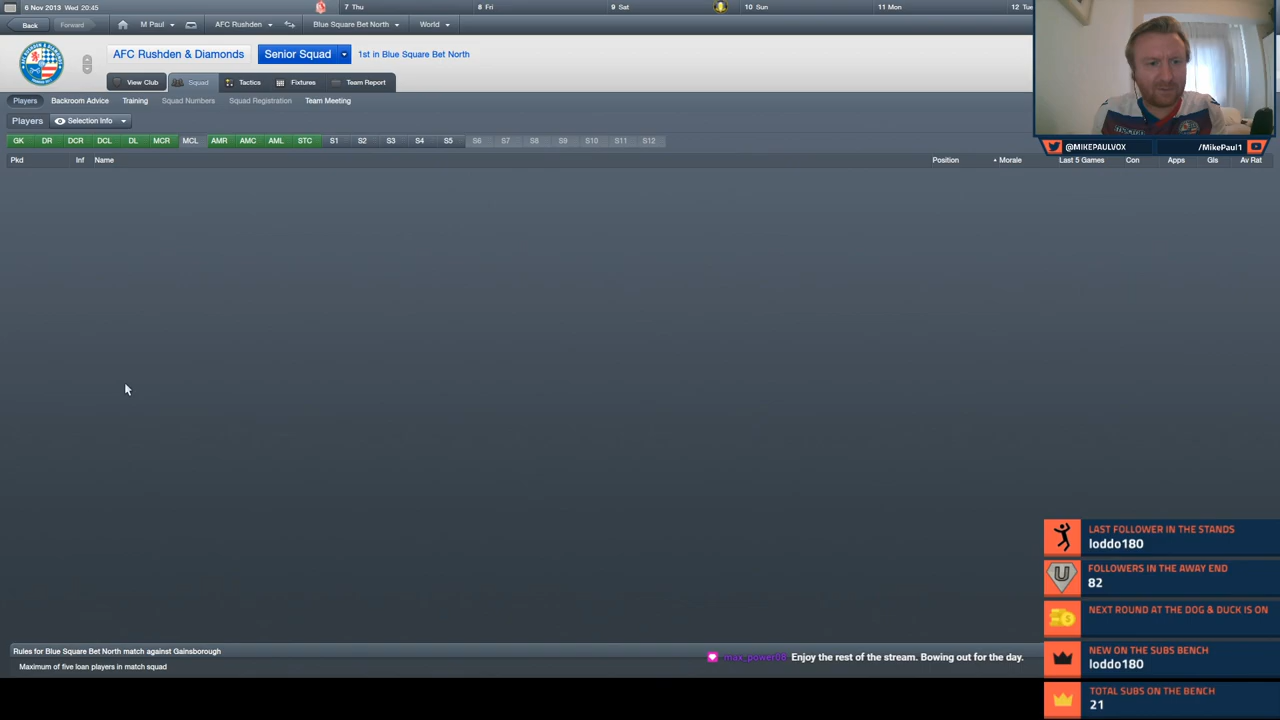 6 Nov 2013 Wed 20:45
7 Thu
8 Fri
9 Sat
10 Sun
11 Mon
12 Tue
Back
Forward
M Paul
AFC Rushden
Blue Square Bet North
World
AFC Rushden & Diamonds
Senior Squad
1st in Blue Square Bet North
View Club
Squad
Tactics
Fixtures
Team Report
Players
Backroom Advice
Training
Squad Numbers
Squad Registration
Team Meeting
Players
Selection Info
GK DR DCR DCL DL MCR MCL AMR AMC AML STC S1 S2 S3 S4 S5 S6 S7 S8 S9 S10 S11 S12
Pkd Inf Name Position Morale Last 5 Games Con Apps Gls Av Rat
@MIKEPAULVOX
/MikePaul1
LAST FOLLOWER IN THE STANDS
loddo180
FOLLOWERS IN THE AWAY END
82
NEXT ROUND AT THE DOG & DUCK IS ON
NEW ON THE SUBS BENCH
loddo180
TOTAL SUBS ON THE BENCH
21
Rules for Blue Square Bet North match against Gainsborough
Maximum of five loan players in match squad
Enjoy the rest of the stream. Bowing out for the day.